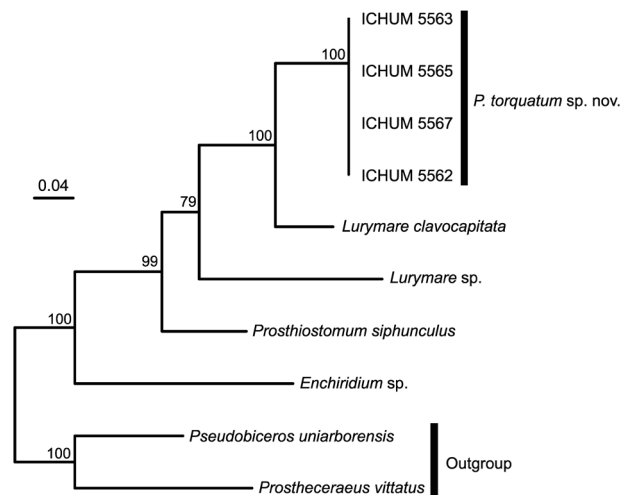 ICHUM 5563
100
ICHUM 5565
P. torquatum sp. nov.
ICHUM 5567
100
ICHUM 5562
0.04
79
Lurymare clavocapitata
99
Lurymare sp.
100
Prosthiostomum siphunculus
Enchiridium sp.
Pseudobiceros uniarborensis
100
Outgroup
Prostheceraeus vittatus